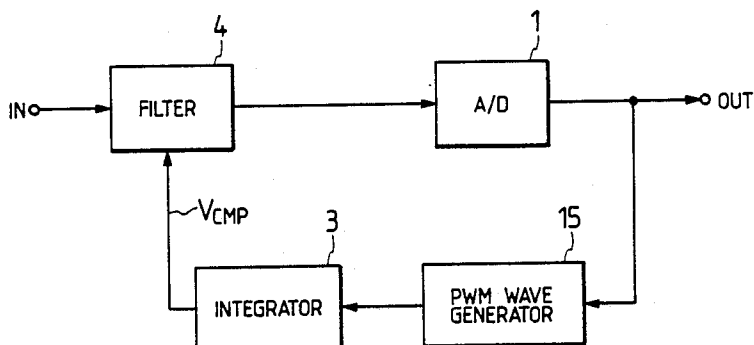 4
1
IN
FILTER
A/D
OUT
VCMP
3
15
INTEGRATOR
PWM WAVE
GENERATOR